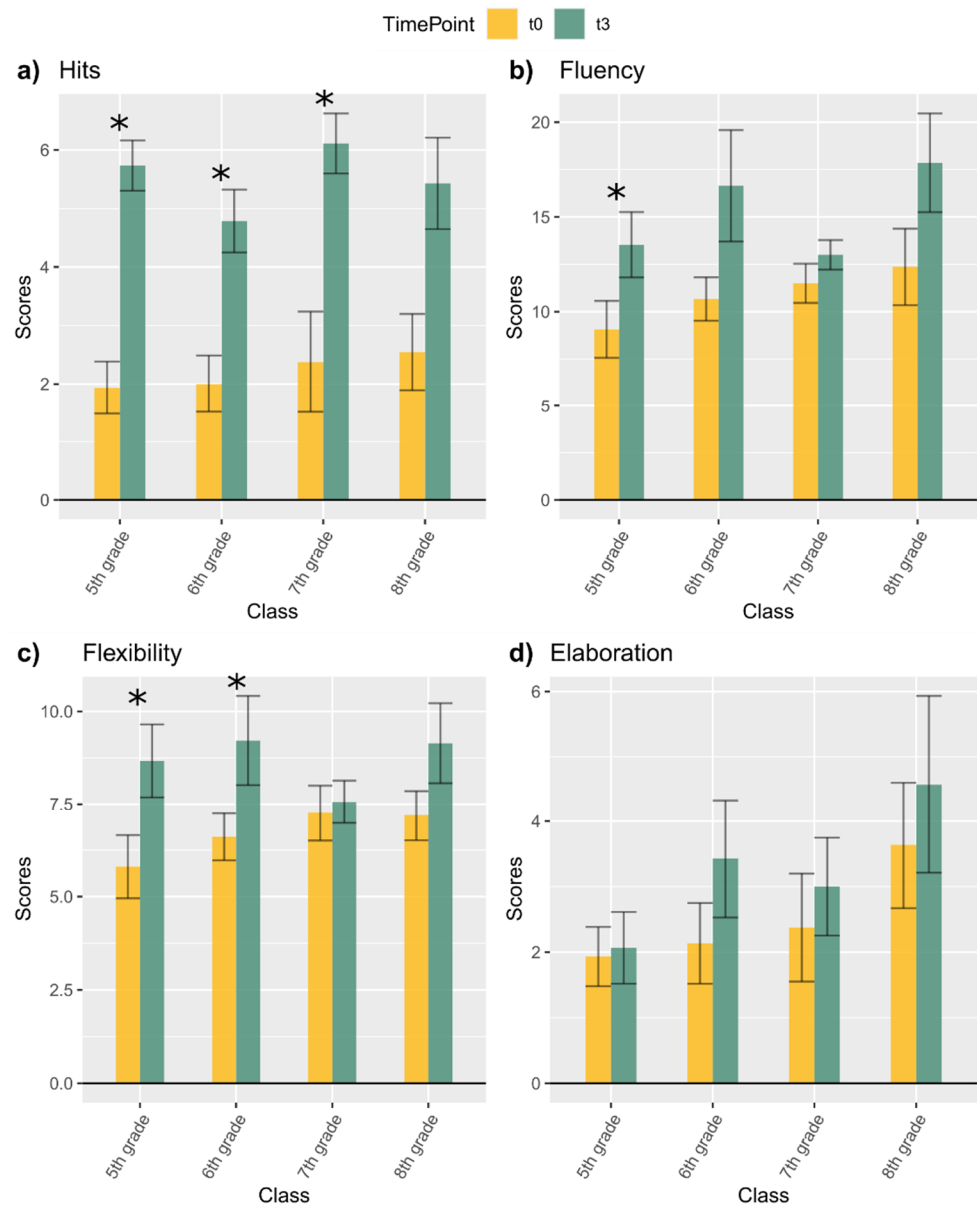 TimePoint t0 t3
a) Hits
*
*
*
6
4
2
0
Scores
5th grade
6th grade
7th grade
8th grade
Class
b) Fluency
*
20
15
10
5
0
Scores
5th grade
6th grade
7th grade
8th grade
Class
c) Flexibility
*
*
10.0
7.5
5.0
2.5
0.0
Scores
5th grade
6th grade
7th grade
8th grade
Class
d) Elaboration
6
4
2
0
Scores
5th grade
6th grade
7th grade
8th grade
Class